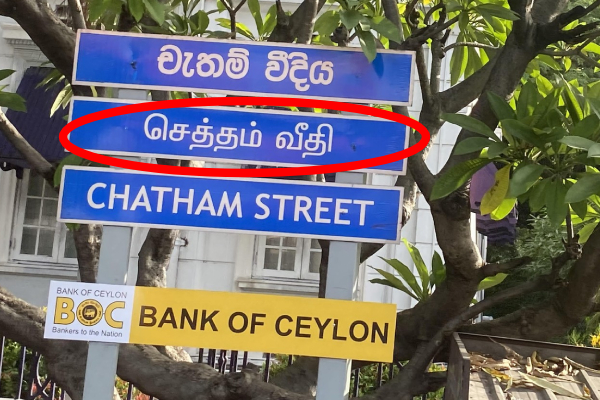 චැතම් වීදිය
செத்தம் வீதி
CHATHAM STREET
BANK OF CEYLON
BOC
Bankers to the Nation
BANK OF CEYLON